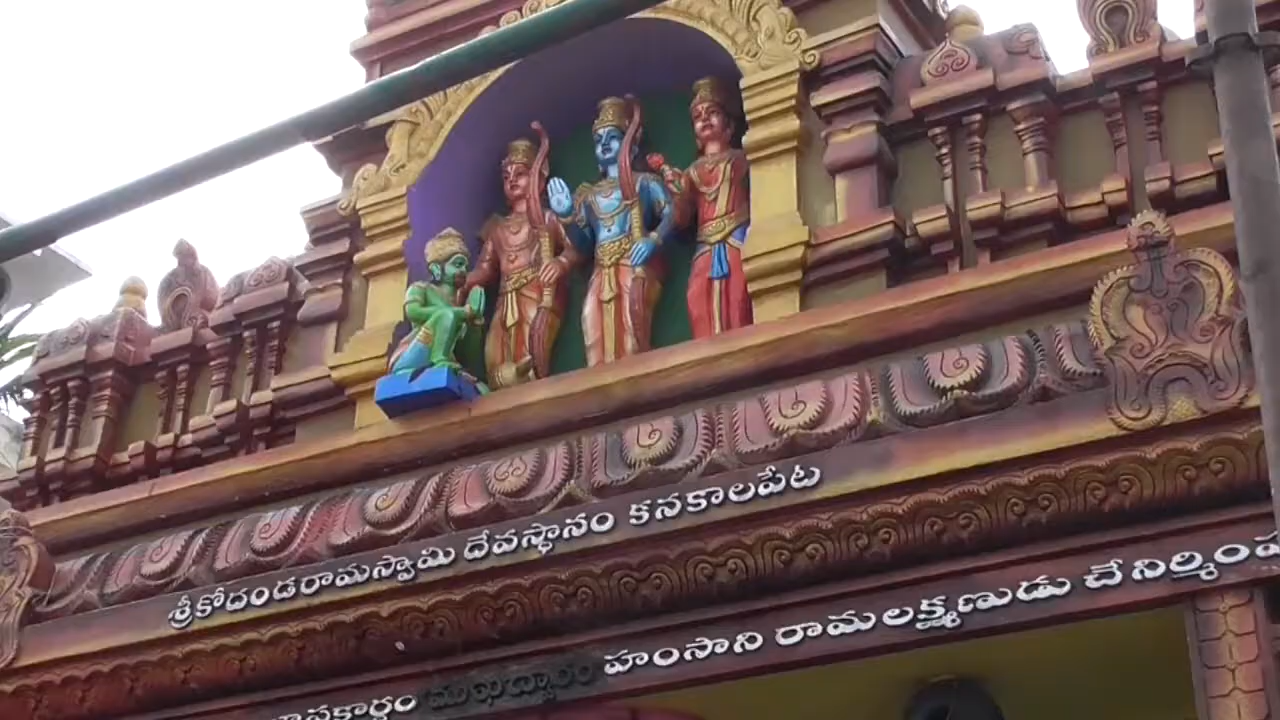 శ్రీ కోదండరామస్వామి దేవస్థానం కనకాలపేట
ముఖద్వారం హంసాని రామలక్ష్మణుడు చే